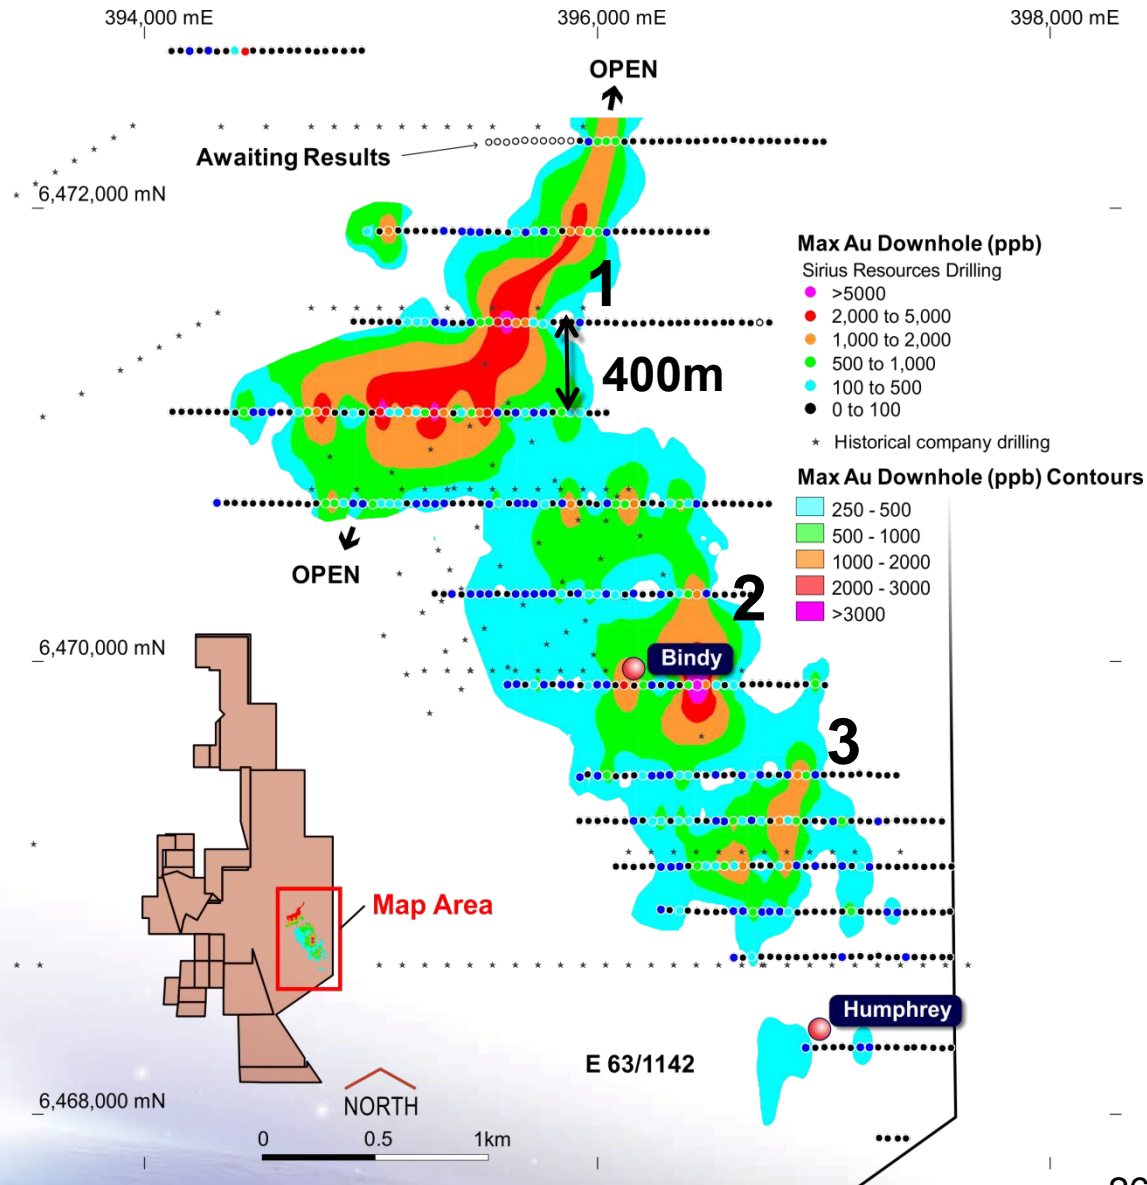 394,000 mE
396,000 mE
398,000 mE
OPEN
Awaiting Results
6,472,000 mN
Max Au Downhole (ppb)
Sirius Resources Drilling
>5000
2,000 to 5,000
1,000 to 2,000
500 to 1,000
100 to 500
0 to 100
Historical company drilling
1
400m
Max Au Downhole (ppb) Contours
250 - 500
500 - 1000
1000 - 2000
2000 - 3000
>3000
OPEN
2
6,470,000 mN
Bindy
3
Map Area
Humphrey
E 63/1142
6,468,000 mN
NORTH
0 0.5 1km